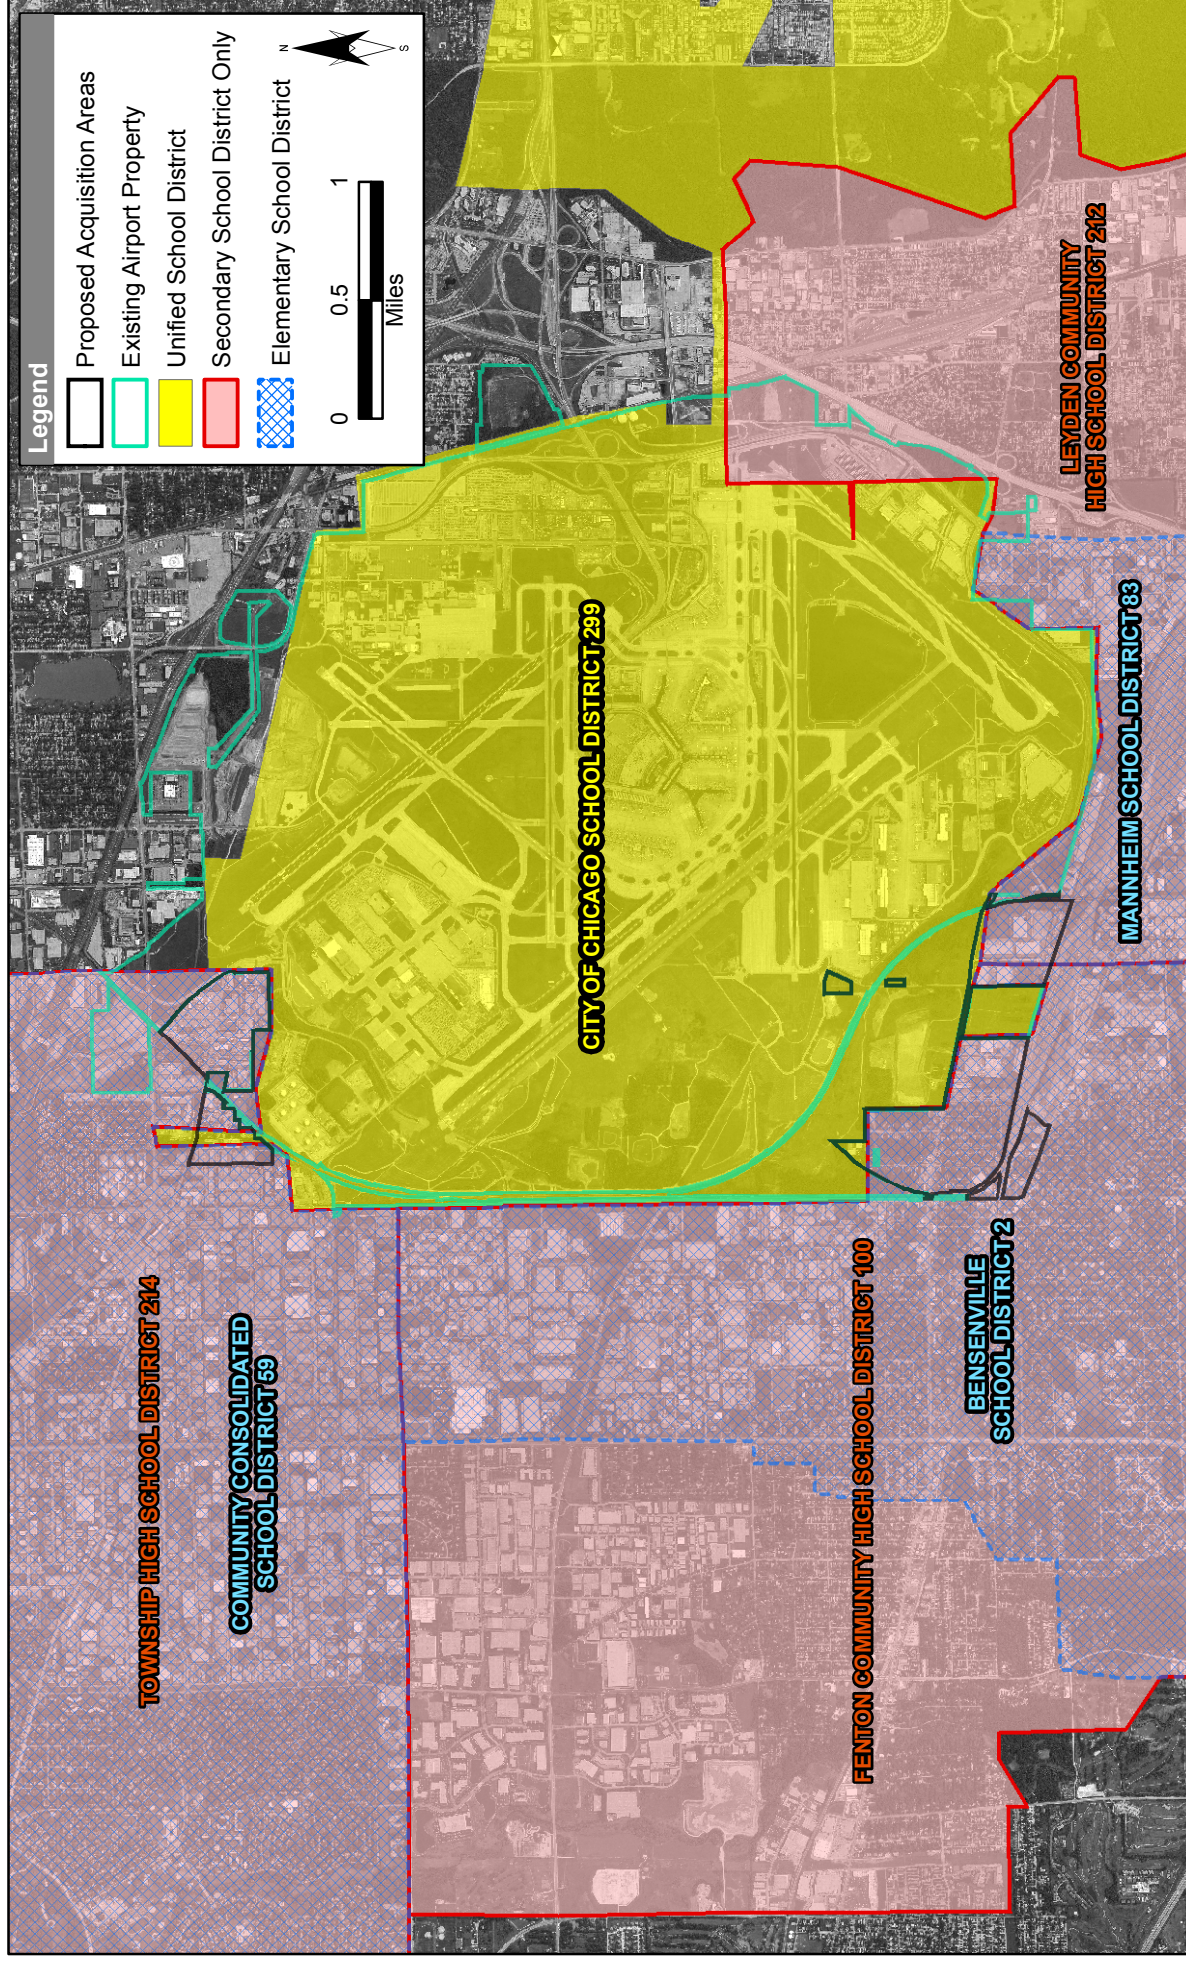 Legend
Proposed Acquisition Areas
Existing Airport Property
Unified School District
Secondary School District Only
Elementary School District
N
S
0
0.5
1
Miles
TOWNSHIP HIGH SCHOOL DISTRICT 214
COMMUNITY CONSOLIDATED
SCHOOL DISTRICT 59
CITY OF CHICAGO SCHOOL DISTRICT 299
FENTON COMMUNITY HIGH SCHOOL DISTRICT 100
BENSENVILLE
SCHOOL DISTRICT 2
LEYDEN COMMUNITY
HIGH SCHOOL DISTRICT 212
MANNHEIM SCHOOL DISTRICT 83